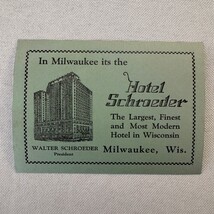 In Milwaukee its the
Hotel
Schroeder
The Largest, Finest
and Most Modern
Hotel in Wisconsin
WALTER SCHROEDER
President
Milwaukee, Wis.